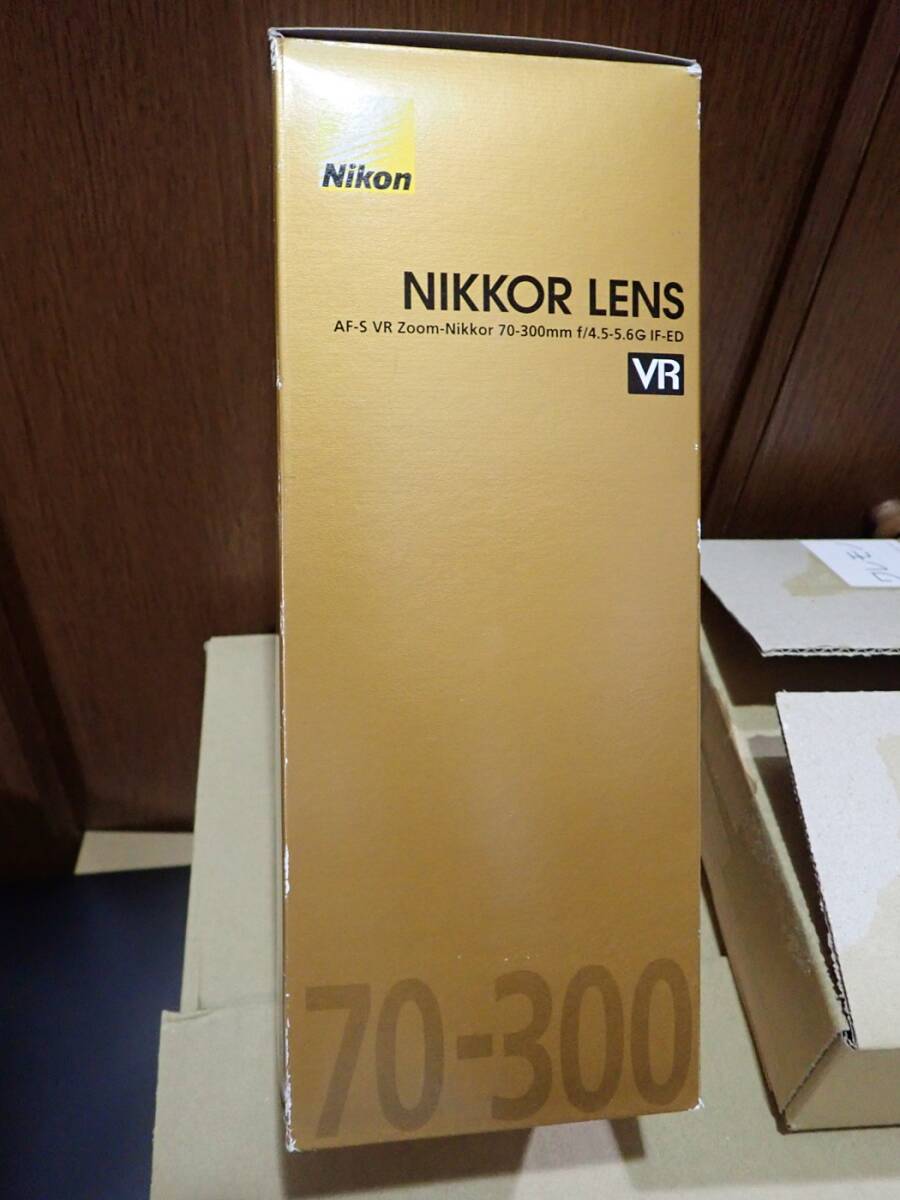 Nikon
NIKKOR LENS
AF-S VR Zoom-Nikkor 70-300mm f/4.5-5.6G IF-ED
VR
70-300